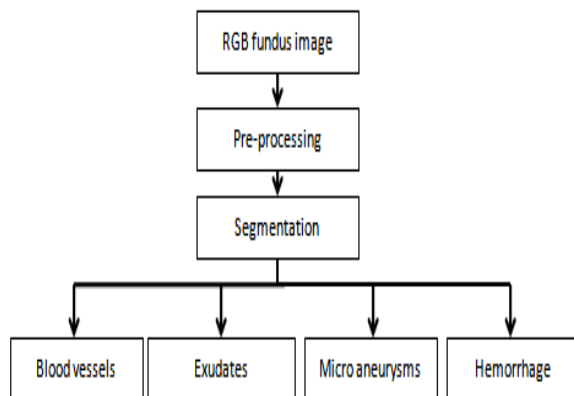 RGB fundus image
Pre-processing
Segmentation
Blood vessels
Exudates
Micro aneurysms
Hemorrhage